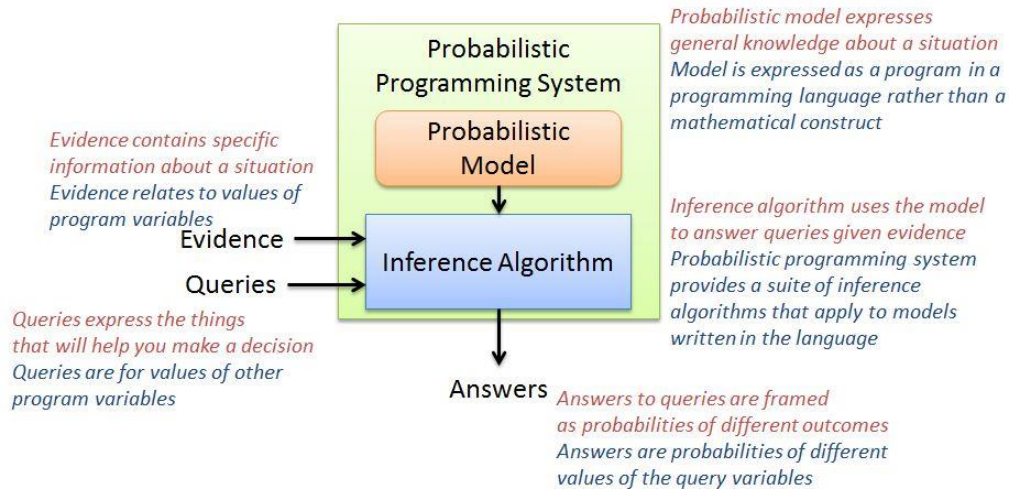 Probabilistic
Programming System
Probabilistic
Model
Probabilistic model expresses
general knowledge about a situation
Model is expressed as a program in a
programming language rather than a
mathematical construct
Evidence contains specific
information about a situation
Evidence relates to values of
program variables
Evidence
Queries
Inference Algorithm
Inference algorithm uses the model
to answer queries given evidence
Probabilistic programming system
provides a suite of inference
algorithms that apply to models
written in the language
Queries express the things
that will help you make a decision
Queries are for values of other
program variables
Answers
Answers to queries are framed
as probabilities of different outcomes
Answers are probabilities of different
values of the query variables